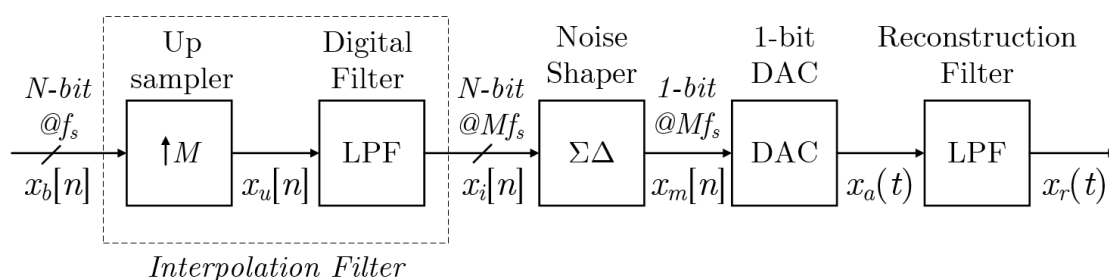 Up
sampler
Digital
Filter
Noise
Shaper
1-bit
DAC
Reconstruction
Filter
N-bit
@f_s
N-bit
@Mf_s
1-bit
@Mf_s
↑M
LPF
ΣΔ
DAC
LPF
x_b[n]
x_u[n]
x_i[n]
x_m[n]
x_a(t)
x_r(t)
Interpolation Filter